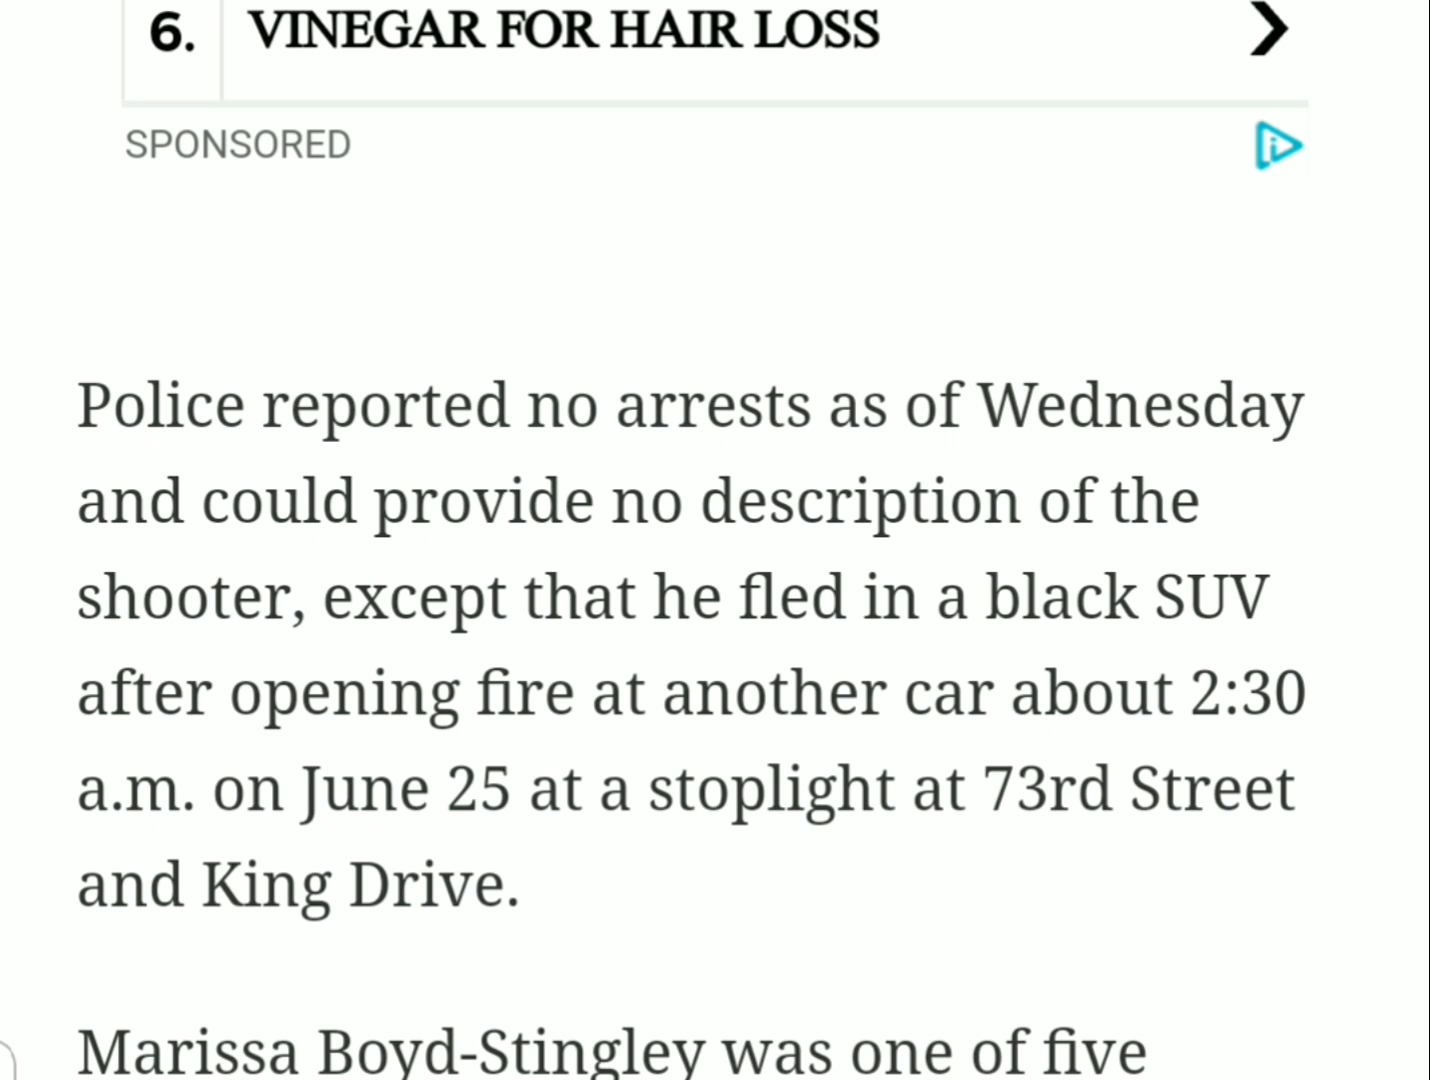 6. VINEGAR FOR HAIR LOSS
SPONSORED
Police reported no arrests as of Wednesday
and could provide no description of the
shooter, except that he fled in a black SUV
after opening fire at another car about 2:30
a.m. on June 25 at a stoplight at 73rd Street
and King Drive.
Marissa Boyd-Stingley was one of five